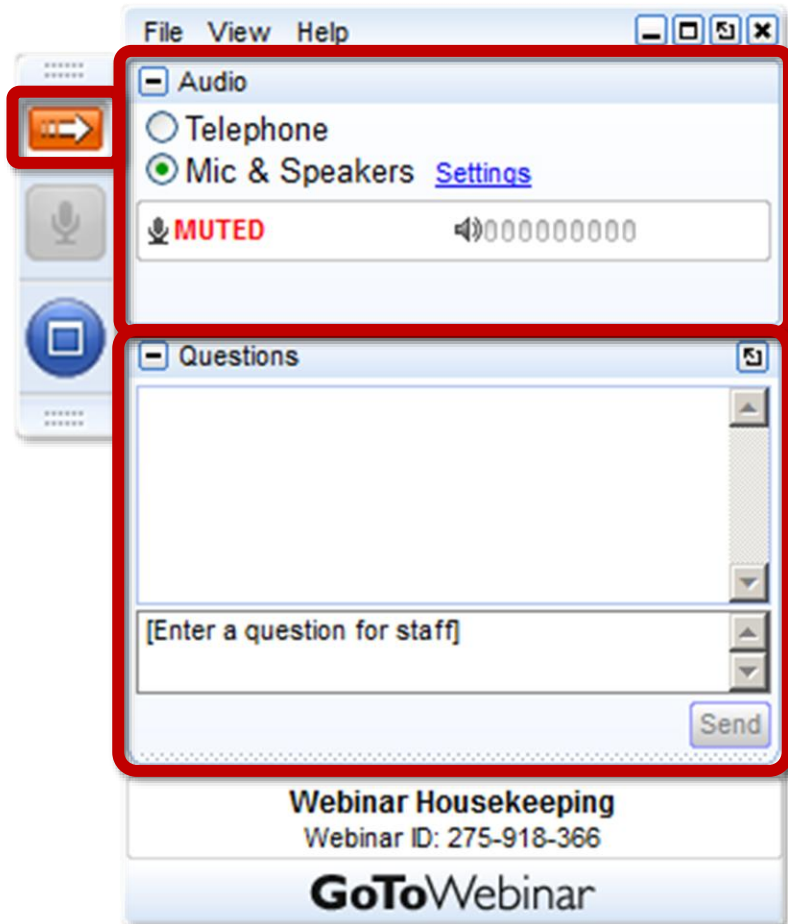 File View Help
Audio
Telephone
Mic & Speakers Settings
MUTED
Questions
[Enter a question for staff]
Send
Webinar Housekeeping
Webinar ID: 275-918-366
GoToWebinar